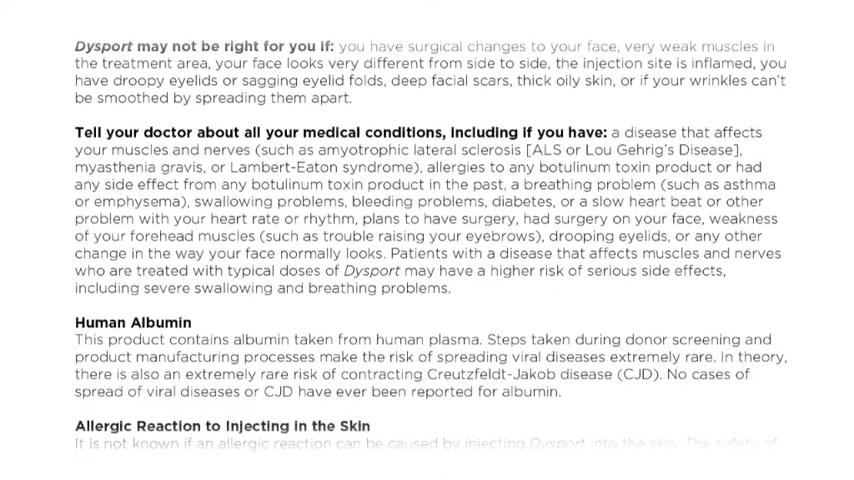 Dysport may not be right for you if: you have surgical changes to your face, very weak muscles in
the treatment area, your face looks very different from side to side, the injection site is inflamed, you
have droopy eyelids or sagging eyelid folds, deep facial scars, thick oily skin, or if your wrinkles can't
be smoothed by spreading them apart.
Tell your doctor about all your medical conditions, including if you have: a disease that affects
your muscles and nerves (such as amyotrophic lateral sclerosis [ALS or Lou Gehrig's Disease],
myasthenia gravis, or Lambert-Eaton syndrome), allergies to any botulinum toxin product or had
any side effect from any botulinum toxin product in the past, a breathing problem (such as asthma
or emphysema), swallowing problems, bleeding problems, diabetes, or a slow heart beat or other
problem with your heart rate or rhythm, plans to have surgery, had surgery on your face, weakness
of your forehead muscles (such as trouble raising your eyebrows), drooping eyelids, or any other
change in the way your face normally looks. Patients with a disease that affects muscles and nerves
who are treated with typical doses of Dysport may have a higher risk of serious side effects,
including severe swallowing and breathing problems.
Human Albumin
This product contains albumin taken from human plasma. Steps taken during donor screening and
product manufacturing processes make the risk of spreading viral diseases extremely rare. In theory,
there is also an extremely rare risk of contracting Creutzfeldt-Jakob disease (CJD). No cases of
spread of viral diseases or CJD have ever been reported for albumin.
Allergic Reaction to Injecting in the Skin
It is not known if an allergic reaction can be caused by injecting Dysport into the skin. The safety of